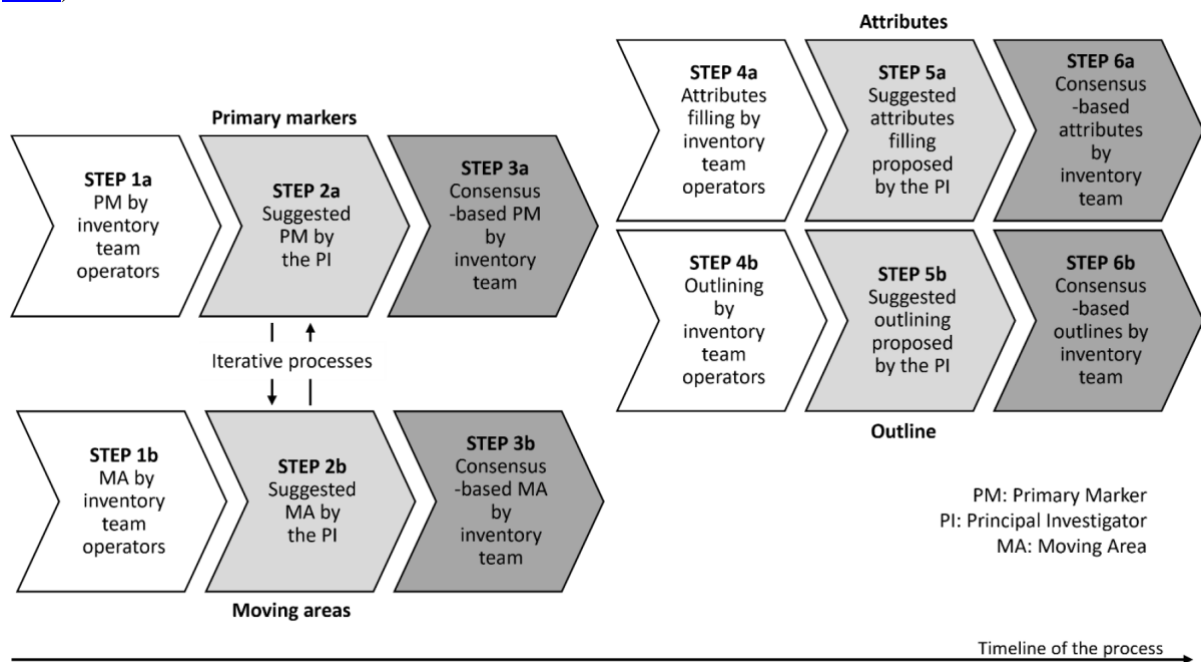 Primary markers
STEP 1a
PM by
inventory
team
operators
STEP 2a
Suggested
PM by
the PI
STEP 3a
Consensus
-based PM
by
inventory
team
Iterative processes
STEP 1b
MA by
inventory
team
operators
STEP 2b
Suggested
MA by
the PI
STEP 3b
Consensus
-based MA
by
inventory
team
Moving areas
Attributes
STEP 4a
Attributes
filling by
inventory
team
operators
STEP 5a
Suggested
attributes
filling
proposed
by the PI
STEP 6a
Consensus
-based
attributes
by
inventory
team
STEP 4b
Outlining
by
inventory
team
operators
STEP 5b
Suggested
outlining
proposed
by the PI
STEP 6b
Consensus
-based
outlines by
inventory
team
Outline
PM: Primary Marker
PI: Principal Investigator
MA: Moving Area
Timeline of the process